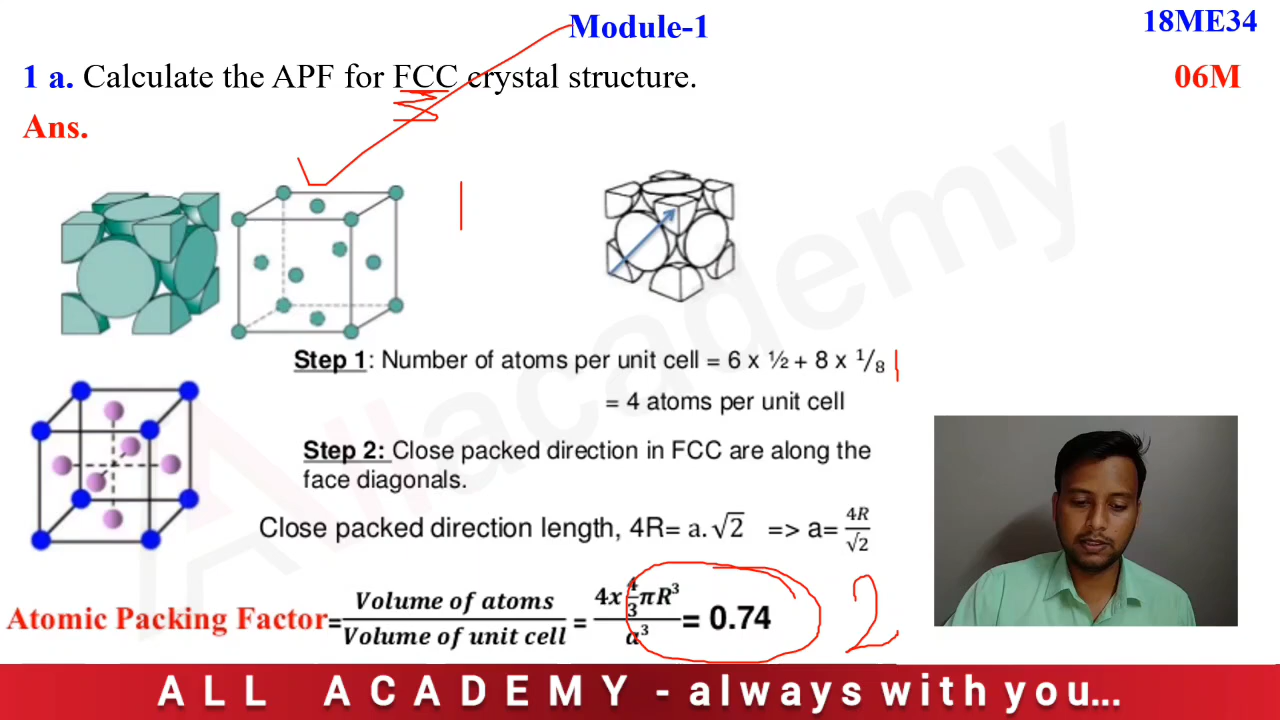 Module-1
18ME34
1 a. Calculate the APF for FCC crystal structure.
06M
Ans.
Step 1: Number of atoms per unit cell = 6 x ½ + 8 x 1/8
= 4 atoms per unit cell
Step 2: Close packed direction in FCC are along the
face diagonals.
Close packed direction length, 4R= a.√2 => a= 4R/√2
Atomic Packing Factor= Volume of atoms / Volume of unit cell = 4x 4/3 πR³ / a³ = 0.74
2
Allacademy
ALL ACADEMY - always with you...